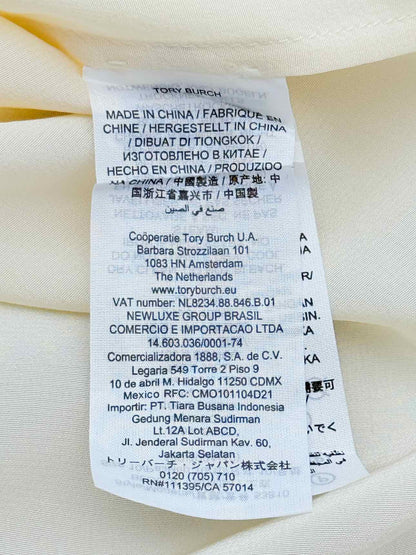 TORY BURCH
MADE IN CHINA / FABRIQUÉ EN
CHINE / HERGESTELLT IN CHINA
/ DIBUAT DI TIONGKOK /
ИЗГОТОВЛЕНО В КИТАЕ /
HECHO EN CHINA / PRODUZIDO
NA CHINA / 中國製造 / 原产地: 中
国浙江省嘉兴市 / 中国製
صنع في الصين
Coöperatie Tory Burch U.A.
Barbara Strozzilaan 101
1083 HN Amsterdam
The Netherlands
www.toryburch
VAT number: NL8234.88.846.B.01
NEWLUXE GROUP BRASIL
COMERCIO E IMPORTACAO LTDA
14.603.036/0001-74
Comercializadora 1888, S.A. de C.V.
Legaria 549 Torre 2 Piso 9
10 de abril M. Hidalgo 11250 CDMX
Mexico RFC: CMO101104D21
Importir: PT. Tiara Busana Indonesia
Gedung Menara Sudirman
Lt.12A Lot ABCD,
Jl. Jenderal Sudirman Kav. 60,
Jakarta Selatan
トリーバーチ・ジャパン株式会社
0120 (705) 710
RN#111395/CA 57014